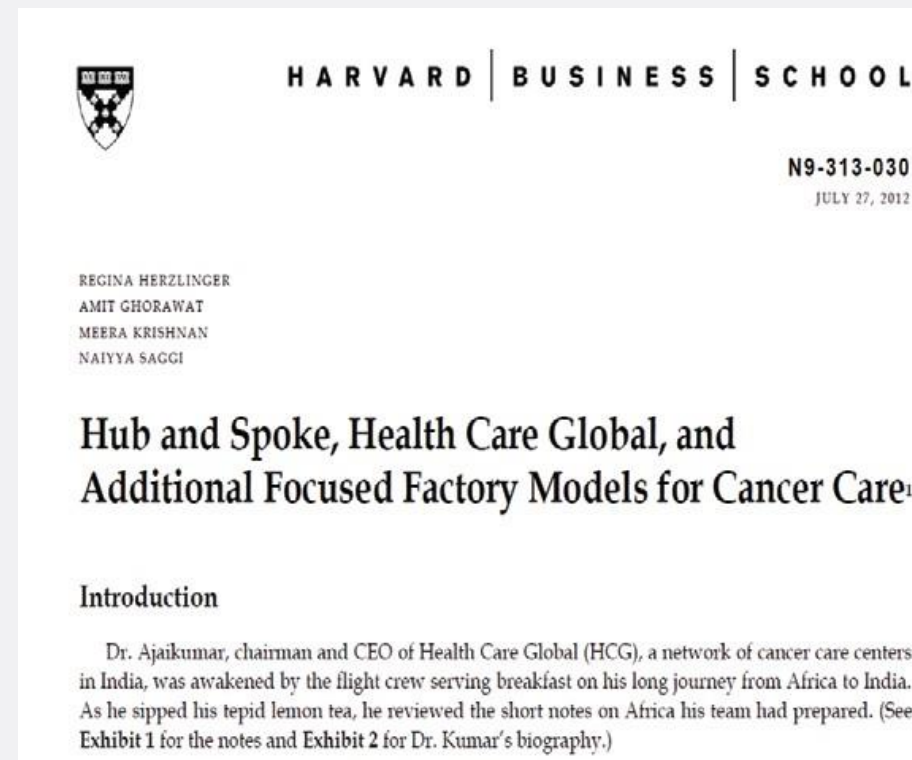 HARVARD | BUSINESS | SCHOOL
N9-313-030
JULY 27, 2012
REGINA HERZLINGER
AMIT GHORAWAT
MEERA KRISHNAN
NAIYYA SAGGI
Hub and Spoke, Health Care Global, and
Additional Focused Factory Models for Cancer Care¹
Introduction
Dr. Ajaikumar, chairman and CEO of Health Care Global (HCG), a network of cancer care centers
in India, was awakened by the flight crew serving breakfast on his long journey from Africa to India.
As he sipped his tepid lemon tea, he reviewed the short notes on Africa his team had prepared. (See
Exhibit 1 for the notes and Exhibit 2 for Dr. Kumar's biography.)